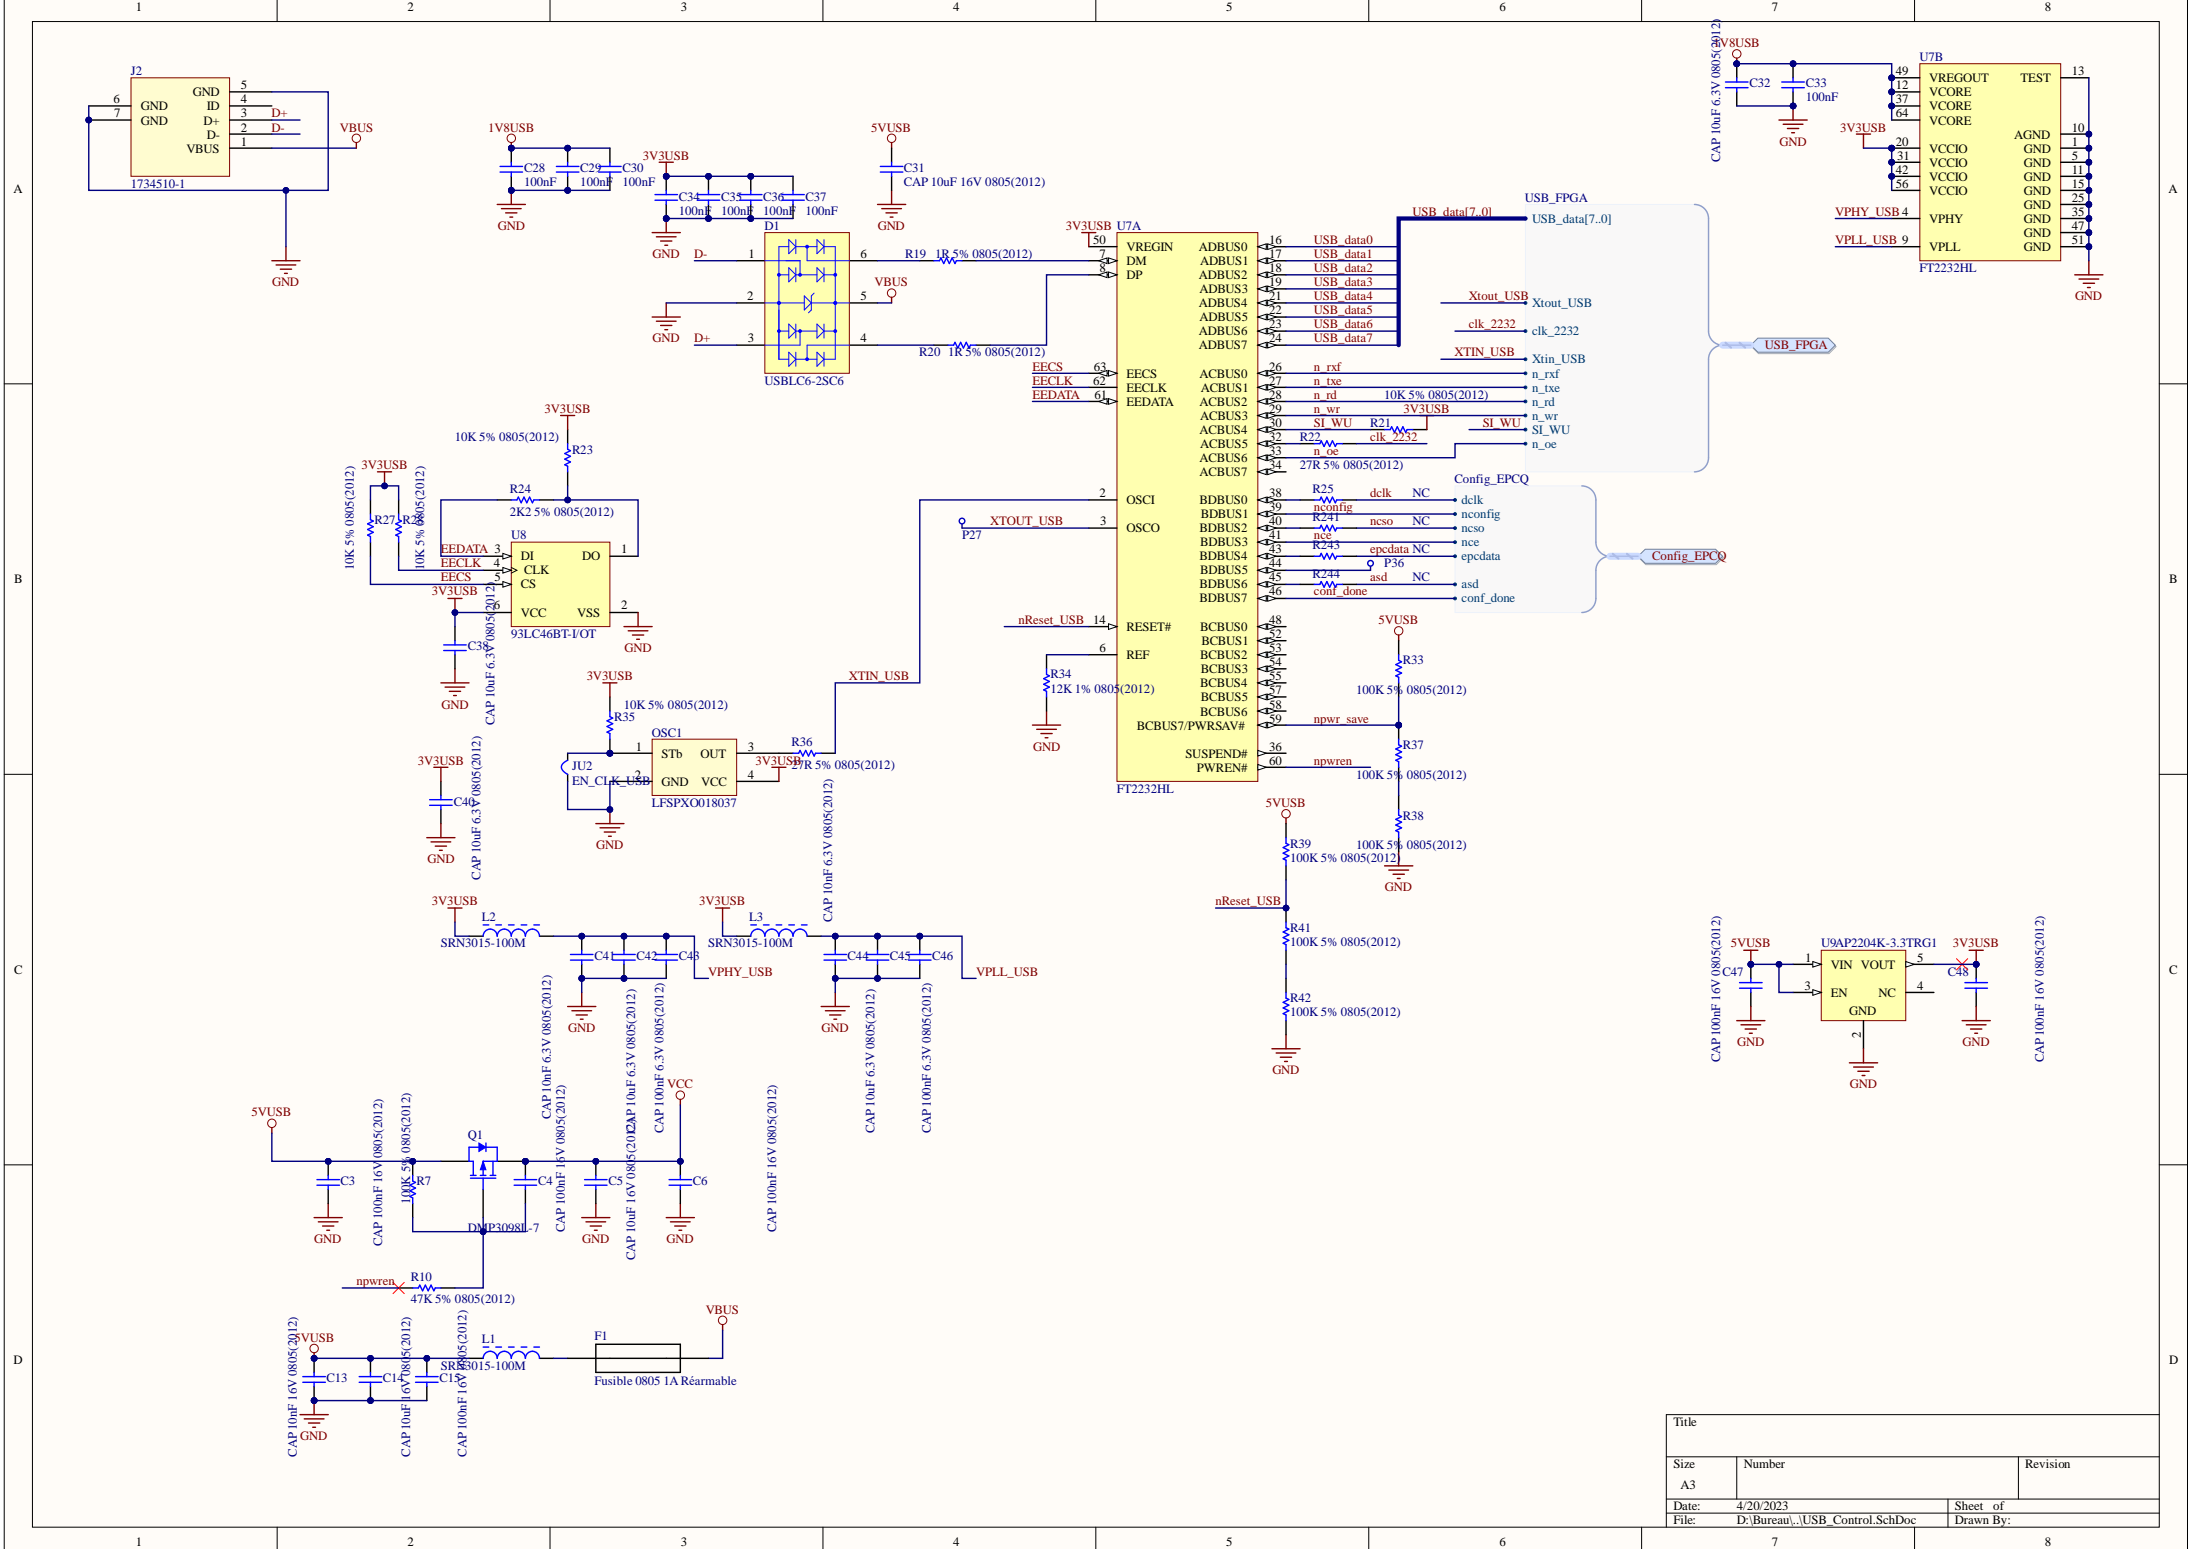 1 2 3 4 5 6 7 8
A
B
C
D
A
B
C
D
1 2 3 4 5 6 7 8
J2
GND 5
ID 4
D+ 3 D+
D- 2 D-
VBUS 1
6 GND
7 GND
1734510-1
VBUS
GND
1V8USB
C28
100nF
C29
100nF
C30
100nF
GND
3V3USB
C34
100nF
C35
100nF
C36
100nF
C37
100nF
GND
5VUSB
C31
CAP 10uF 16V 0805(2012)
GND
D1
D- 1
2
D+ 3
6
5
4
GND
VBUS
USBLC6-2SC6
R19 1R 5% 0805(2012)
R20 1R 5% 0805(2012)
3V3USB
U7A
50 VREGIN
7 DM
8 DP
EECS 63 EECS
EECLK 62 EECLK
EEDATA 61 EEDATA
2 OSCI
XTOUT_USB 3 OSCO
P27
nReset_USB 14 RESET#
6 REF
R34
12K 1% 0805(2012)
GND
ADBUS0 16 USB_data0
ADBUS1 17 USB_data1
ADBUS2 18 USB_data2
ADBUS3 19 USB_data3
ADBUS4 21 USB_data4
ADBUS5 22 USB_data5
ADBUS6 23 USB_data6
ADBUS7 24 USB_data7
ACBUS0 26 n_rxf
ACBUS1 27 n_txe
ACBUS2 28 n_rd
ACBUS3 29 n_wr
ACBUS4 30 SI_WU R21
10K 5% 0805(2012)
3V3USB
ACBUS5 32 R22 clk_2232
ACBUS6 33 n_oe
27R 5% 0805(2012)
ACBUS7 34
BDBUS0 38 R25 dclk NC
BDBUS1 39 nconfig
BDBUS2 40 R241 ncso NC
BDBUS3 41 nce
BDBUS4 43 R243 epcdata NC
BDBUS5 44 P36
BDBUS6 45 R244 asd NC
BDBUS7 46 conf_done
BCBUS0 48
BCBUS1 52
BCBUS2 53
BCBUS3 54
BCBUS4 55
BCBUS5 57
BCBUS6 58
BCBUS7/PWRSAV# 59 npwr_save
SUSPEND# 36
PWREN# 60 npwren
FT2232HL
USB_data[7..0]
USB_FPGA
USB_data[7..0]
Xtout_USB Xtout_USB
clk_2232 clk_2232
XTIN_USB Xtin_USB
n_rxf
n_txe
n_rd
n_wr
SI_WU SI_WU
n_oe
USB_FPGA
Config_EPCQ
dclk
nconfig
ncso
nce
epcdata
asd
conf_done
Config_EPCQ
5VUSB
R33
100K 5% 0805(2012)
R37
100K 5% 0805(2012)
R38
100K 5% 0805(2012)
GND
5VUSB
R39
100K 5% 0805(2012)
nReset_USB
R41
100K 5% 0805(2012)
R42
100K 5% 0805(2012)
GND
1V8USB
CAP 10uF 6.3V 0805(2012)
C32
C33
100nF
GND
U7B
49 VREGOUT
12 VCORE
37 VCORE
64 VCORE
3V3USB
20 VCCIO
31 VCCIO
42 VCCIO
56 VCCIO
VPHY_USB 4 VPHY
VPLL_USB 9 VPLL
TEST 13
AGND 10
GND 1
GND 5
GND 11
GND 15
GND 25
GND 35
GND 47
GND 51
FT2232HL
GND
3V3USB
10K 5% 0805(2012)
R23
3V3USB
10K 5% 0805(2012)
R27
10K 5% 0805(2012)
R24
2K2 5% 0805(2012)
U8
EEDATA 3 DI
EECLK 4 CLK
EECS 5 CS
6 VCC
DO 1
VSS 2
93LC46BT-I/OT
GND
3V3USB
C38
CAP 10uF 6.3V 0805(2012)
GND
3V3USB
R35
10K 5% 0805(2012)
JU2
EN_CLK_USB
OSC1
1 STb
2 GND
OUT 3
VCC 4
LFSPXO018037
GND
3V3USB
R36
27R 5% 0805(2012)
XTIN_USB
3V3USB
C40
CAP 10uF 6.3V 0805(2012)
GND
3V3USB
L2
SRN3015-100M
C41
C42
C43
VPHY_USB
CAP 10nF 6.3V 0805(2012)
CAP 10uF 6.3V 0805(2012)
CAP 100nF 6.3V 0805(2012)
GND
3V3USB
L3
SRN3015-100M
CAP 10nF 6.3V 0805(2012)
C44
C45
C46
VPLL_USB
CAP 10uF 6.3V 0805(2012)
CAP 100nF 6.3V 0805(2012)
GND
5VUSB
C47
CAP 100nF 16V 0805(2012)
GND
U9 AP2204K-3.3TRG1
1 VIN
3 EN
VOUT 5
NC 4
GND
2
GND
3V3USB
C48
CAP 100nF 16V 0805(2012)
GND
5VUSB
C3
CAP 100nF 16V 0805(2012)
GND
R7
100K 5% 0805(2012)
Q1
DMP3098L-7
C4
CAP 100nF 16V 0805(2012)
C5
CAP 10uF 16V 0805(2012)
GND
VCC
C6
CAP 100nF 16V 0805(2012)
GND
npwren
R10
47K 5% 0805(2012)
5VUSB
C13
CAP 10nF 16V 0805(2012)
C14
CAP 10uF 16V 0805(2012)
C15
CAP 100nF 16V 0805(2012)
GND
L1
SRN3015-100M
F1
Fusible 0805 1A Réarmable
VBUS
Title
Size
A3
Number
Revision
Date: 4/20/2023
Sheet of
File: D:\Bureau\..\USB_Control.SchDoc
Drawn By: